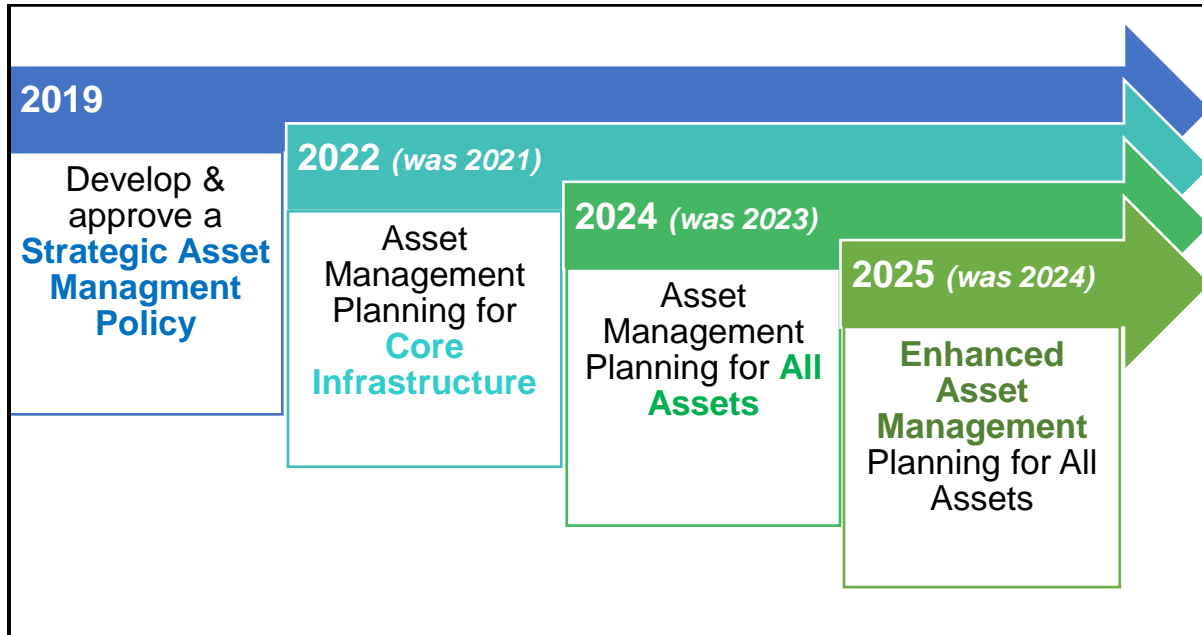 2019
Develop &
approve a
Strategic Asset
Managment
Policy
2022 (was 2021)
Asset
Management
Planning for
Core
Infrastructure
2024 (was 2023)
Asset
Management
Planning for All
Assets
2025 (was 2024)
Enhanced
Asset
Management
Planning for All
Assets